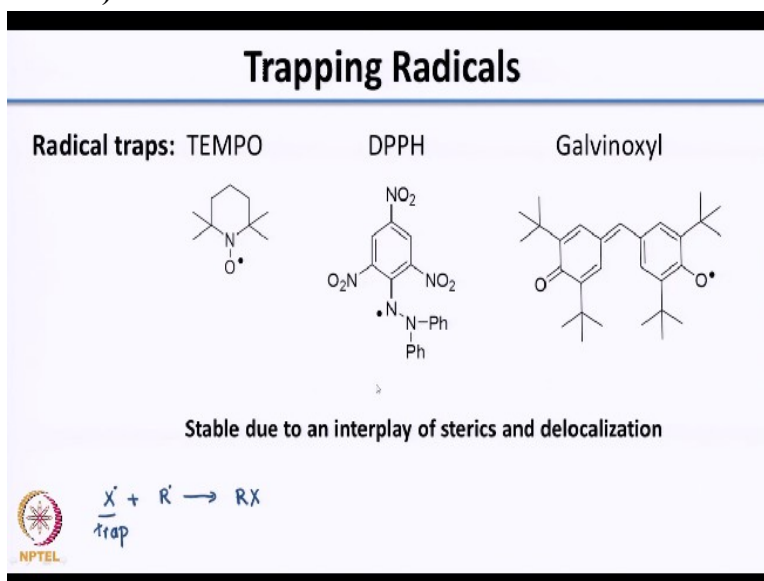 Trapping Radicals
Radical traps: TEMPO DPPH Galvinoxyl
NO₂
N
O•
O₂N NO₂
•N
N–Ph
Ph
O O•
Stable due to an interplay of sterics and delocalization
X• + R• → RX
trap
NPTEL